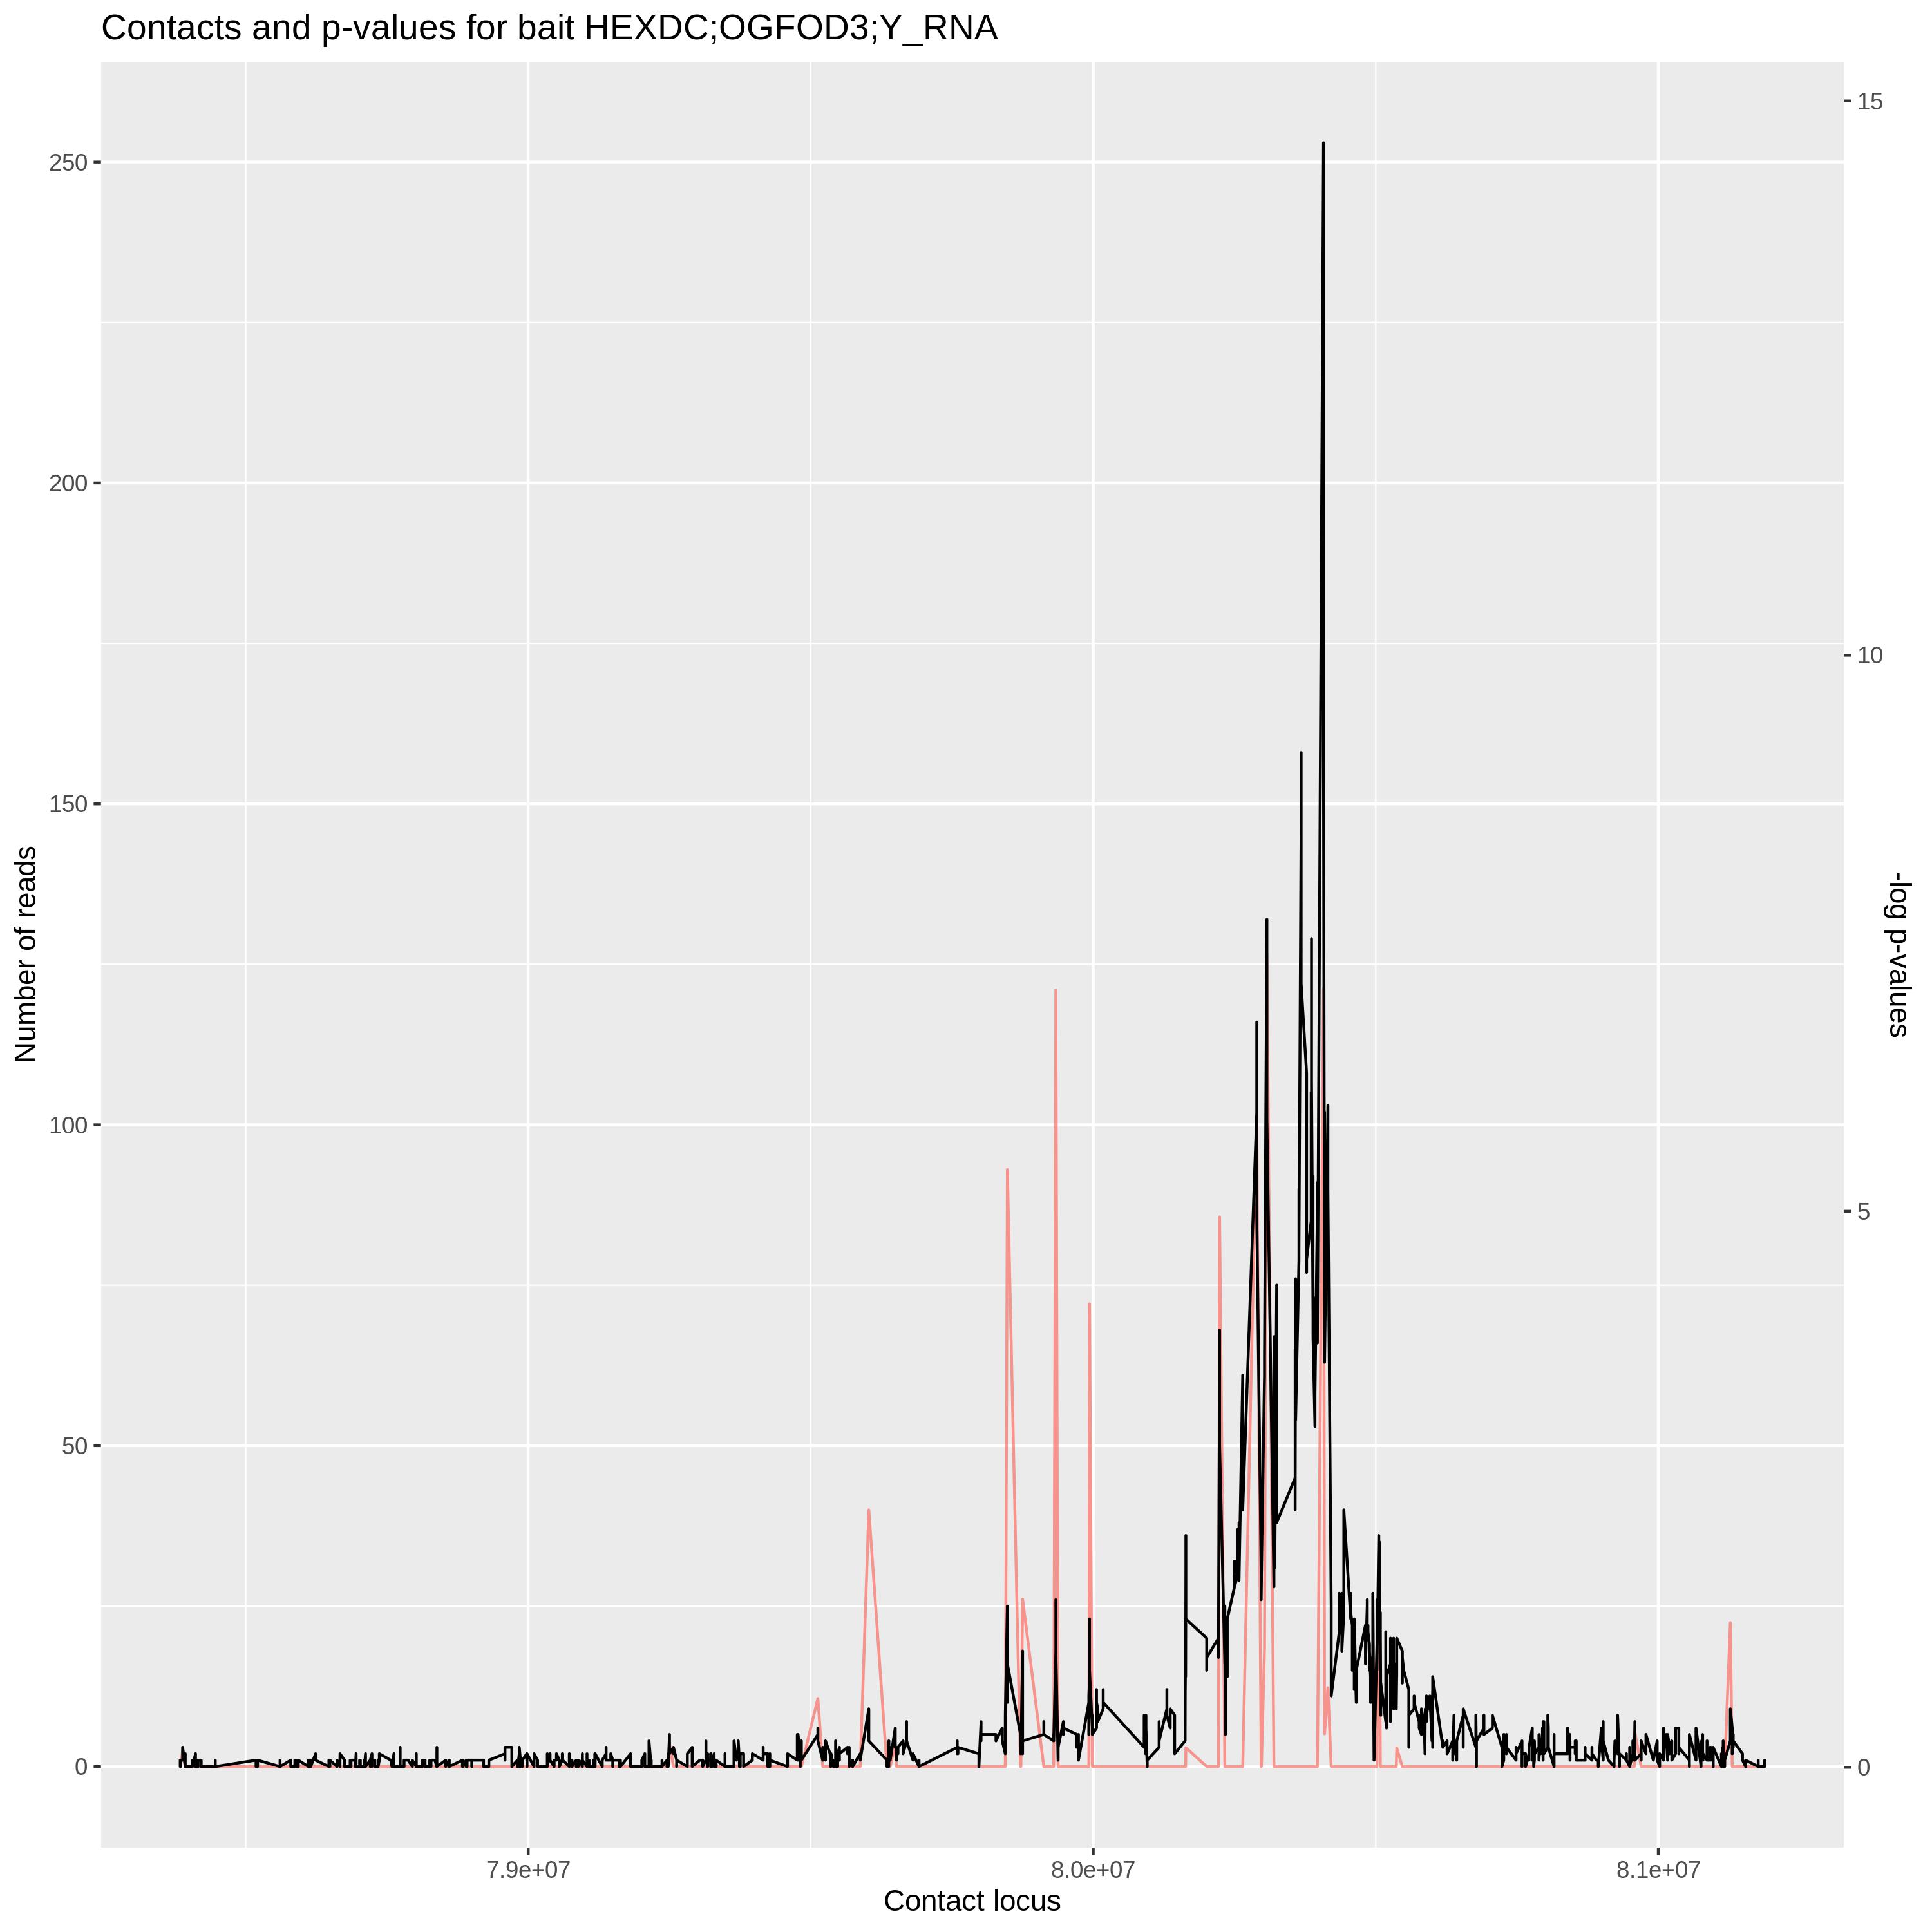 Contacts and p-values for bait HEXDC;OGFOD3;Y_RNA
Number of reads
250
200
150
100
50
0
15
10
5
0
-log p-values
7.9e+07
8.0e+07
8.1e+07
Contact locus